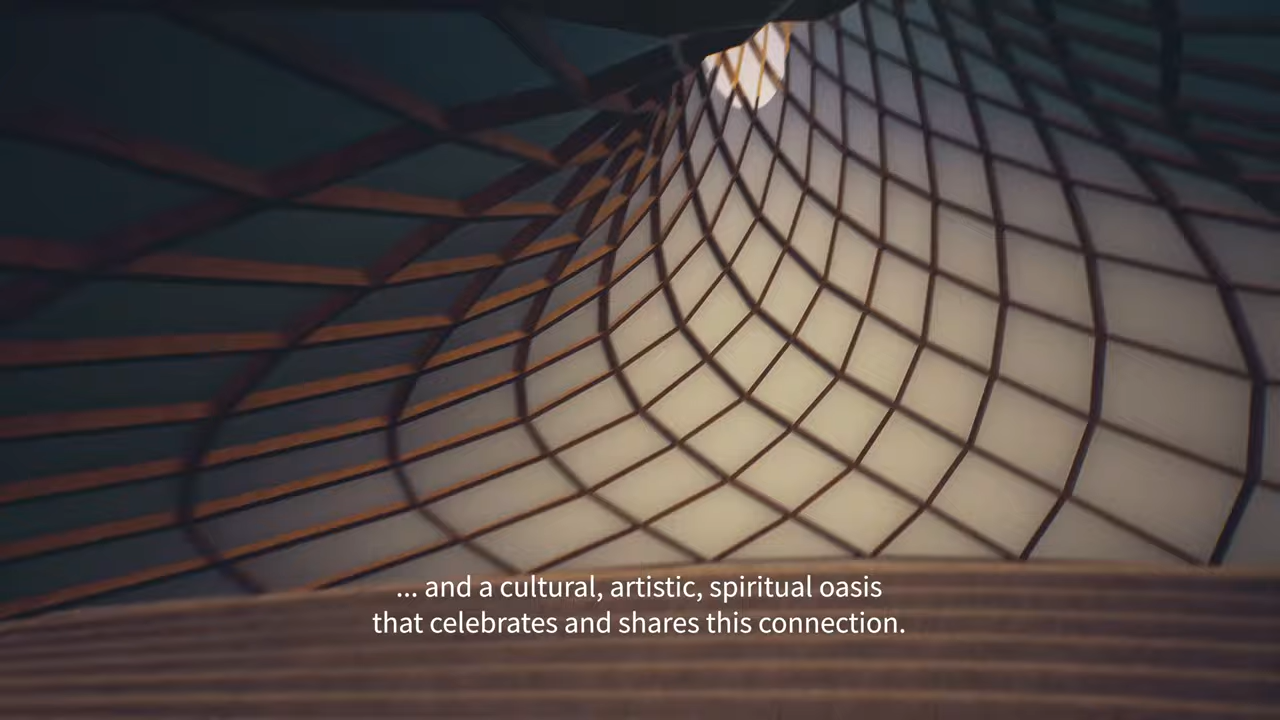 ... and a cultural, artistic, spiritual oasis
that celebrates and shares this connection.